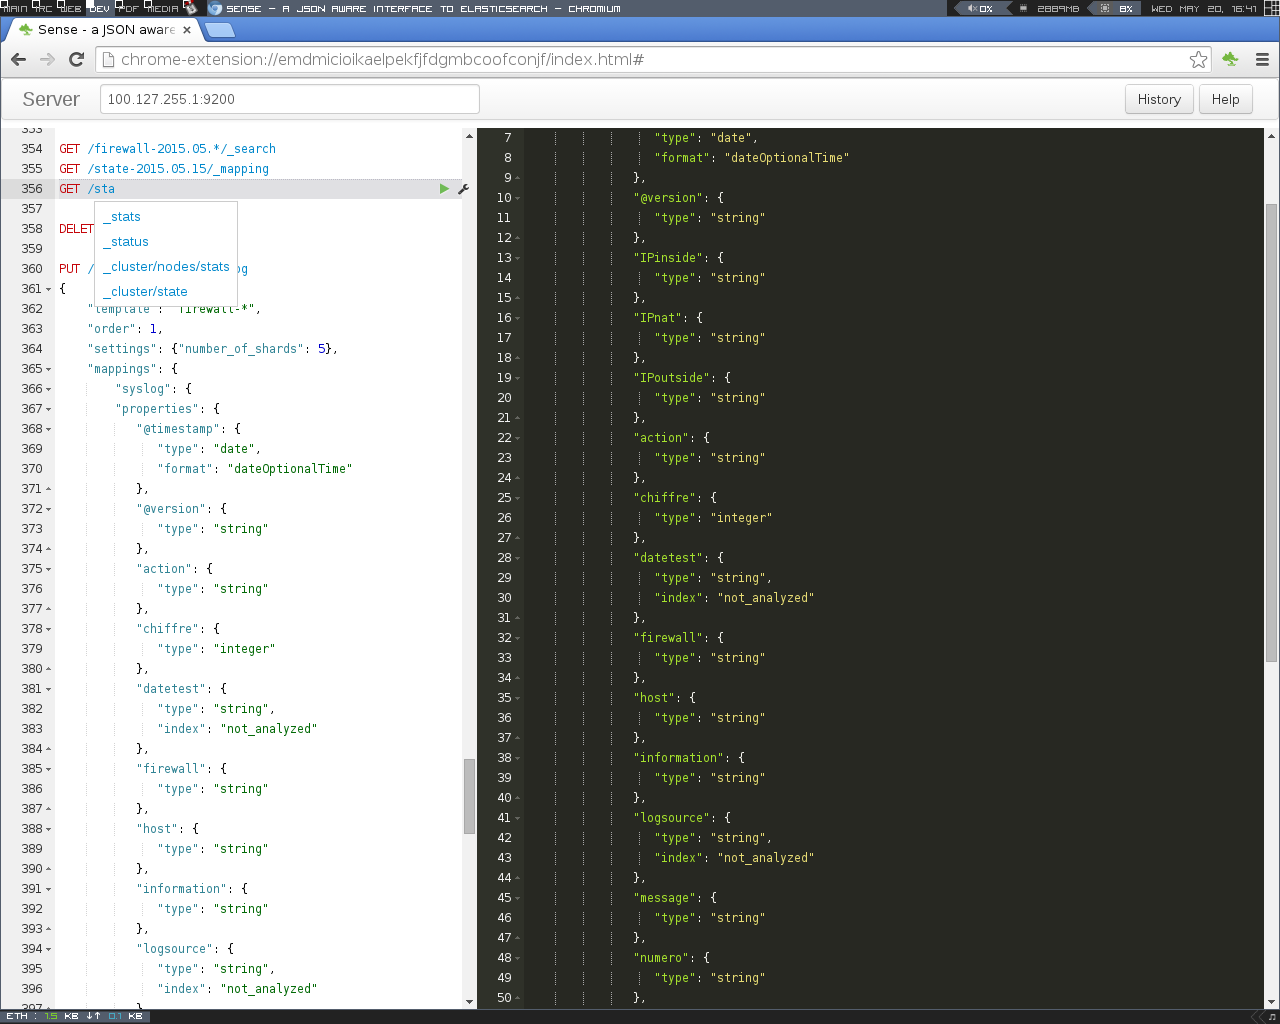 MAIN ARC WEB DEV PDF MEDIA SENSE - A JSON AWARE INTERFACE TO ELASTICSEARCH - CHROMIUM 0% 2889MB 8% WED MAY 20, 16:41
Sense - a JSON aware
chrome-extension://emdmicioikaelpekfjfdgmbcoofconjf/index.html#
Server 100.127.255.1:9200 History Help
353
354 GET /firewall-2015.05.*/_search
355 GET /state-2015.05.15/_mapping
356 GET /sta
357
_stats
_status
_cluster/nodes/stats
_cluster/state
358 DELET
359
360 PUT / og
361 {
362 "template": "firewall-*",
363 "order": 1,
364 "settings": {"number_of_shards": 5},
365 "mappings": {
366 "syslog": {
367 "properties": {
368 "@timestamp": {
369 "type": "date",
370 "format": "dateOptionalTime"
371 },
372 "@version": {
373 "type": "string"
374 },
375 "action": {
376 "type": "string"
377 },
378 "chiffre": {
379 "type": "integer"
380 },
381 "datetest": {
382 "type": "string",
383 "index": "not_analyzed"
384 },
385 "firewall": {
386 "type": "string"
387 },
388 "host": {
389 "type": "string"
390 },
391 "information": {
392 "type": "string"
393 },
394 "logsource": {
395 "type": "string",
396 "index": "not_analyzed"
397 }
7 "type": "date",
8 "format": "dateOptionalTime"
9 },
10 "@version": {
11 "type": "string"
12 },
13 "IPinside": {
14 "type": "string"
15 },
16 "IPnat": {
17 "type": "string"
18 },
19 "IPoutside": {
20 "type": "string"
21 },
22 "action": {
23 "type": "string"
24 },
25 "chiffre": {
26 "type": "integer"
27 },
28 "datetest": {
29 "type": "string",
30 "index": "not_analyzed"
31 },
32 "firewall": {
33 "type": "string"
34 },
35 "host": {
36 "type": "string"
37 },
38 "information": {
39 "type": "string"
40 },
41 "logsource": {
42 "type": "string",
43 "index": "not_analyzed"
44 },
45 "message": {
46 "type": "string"
47 },
48 "numero": {
49 "type": "string"
50 },
ETH : 1.5 KB ↓↑ 0.1 KB